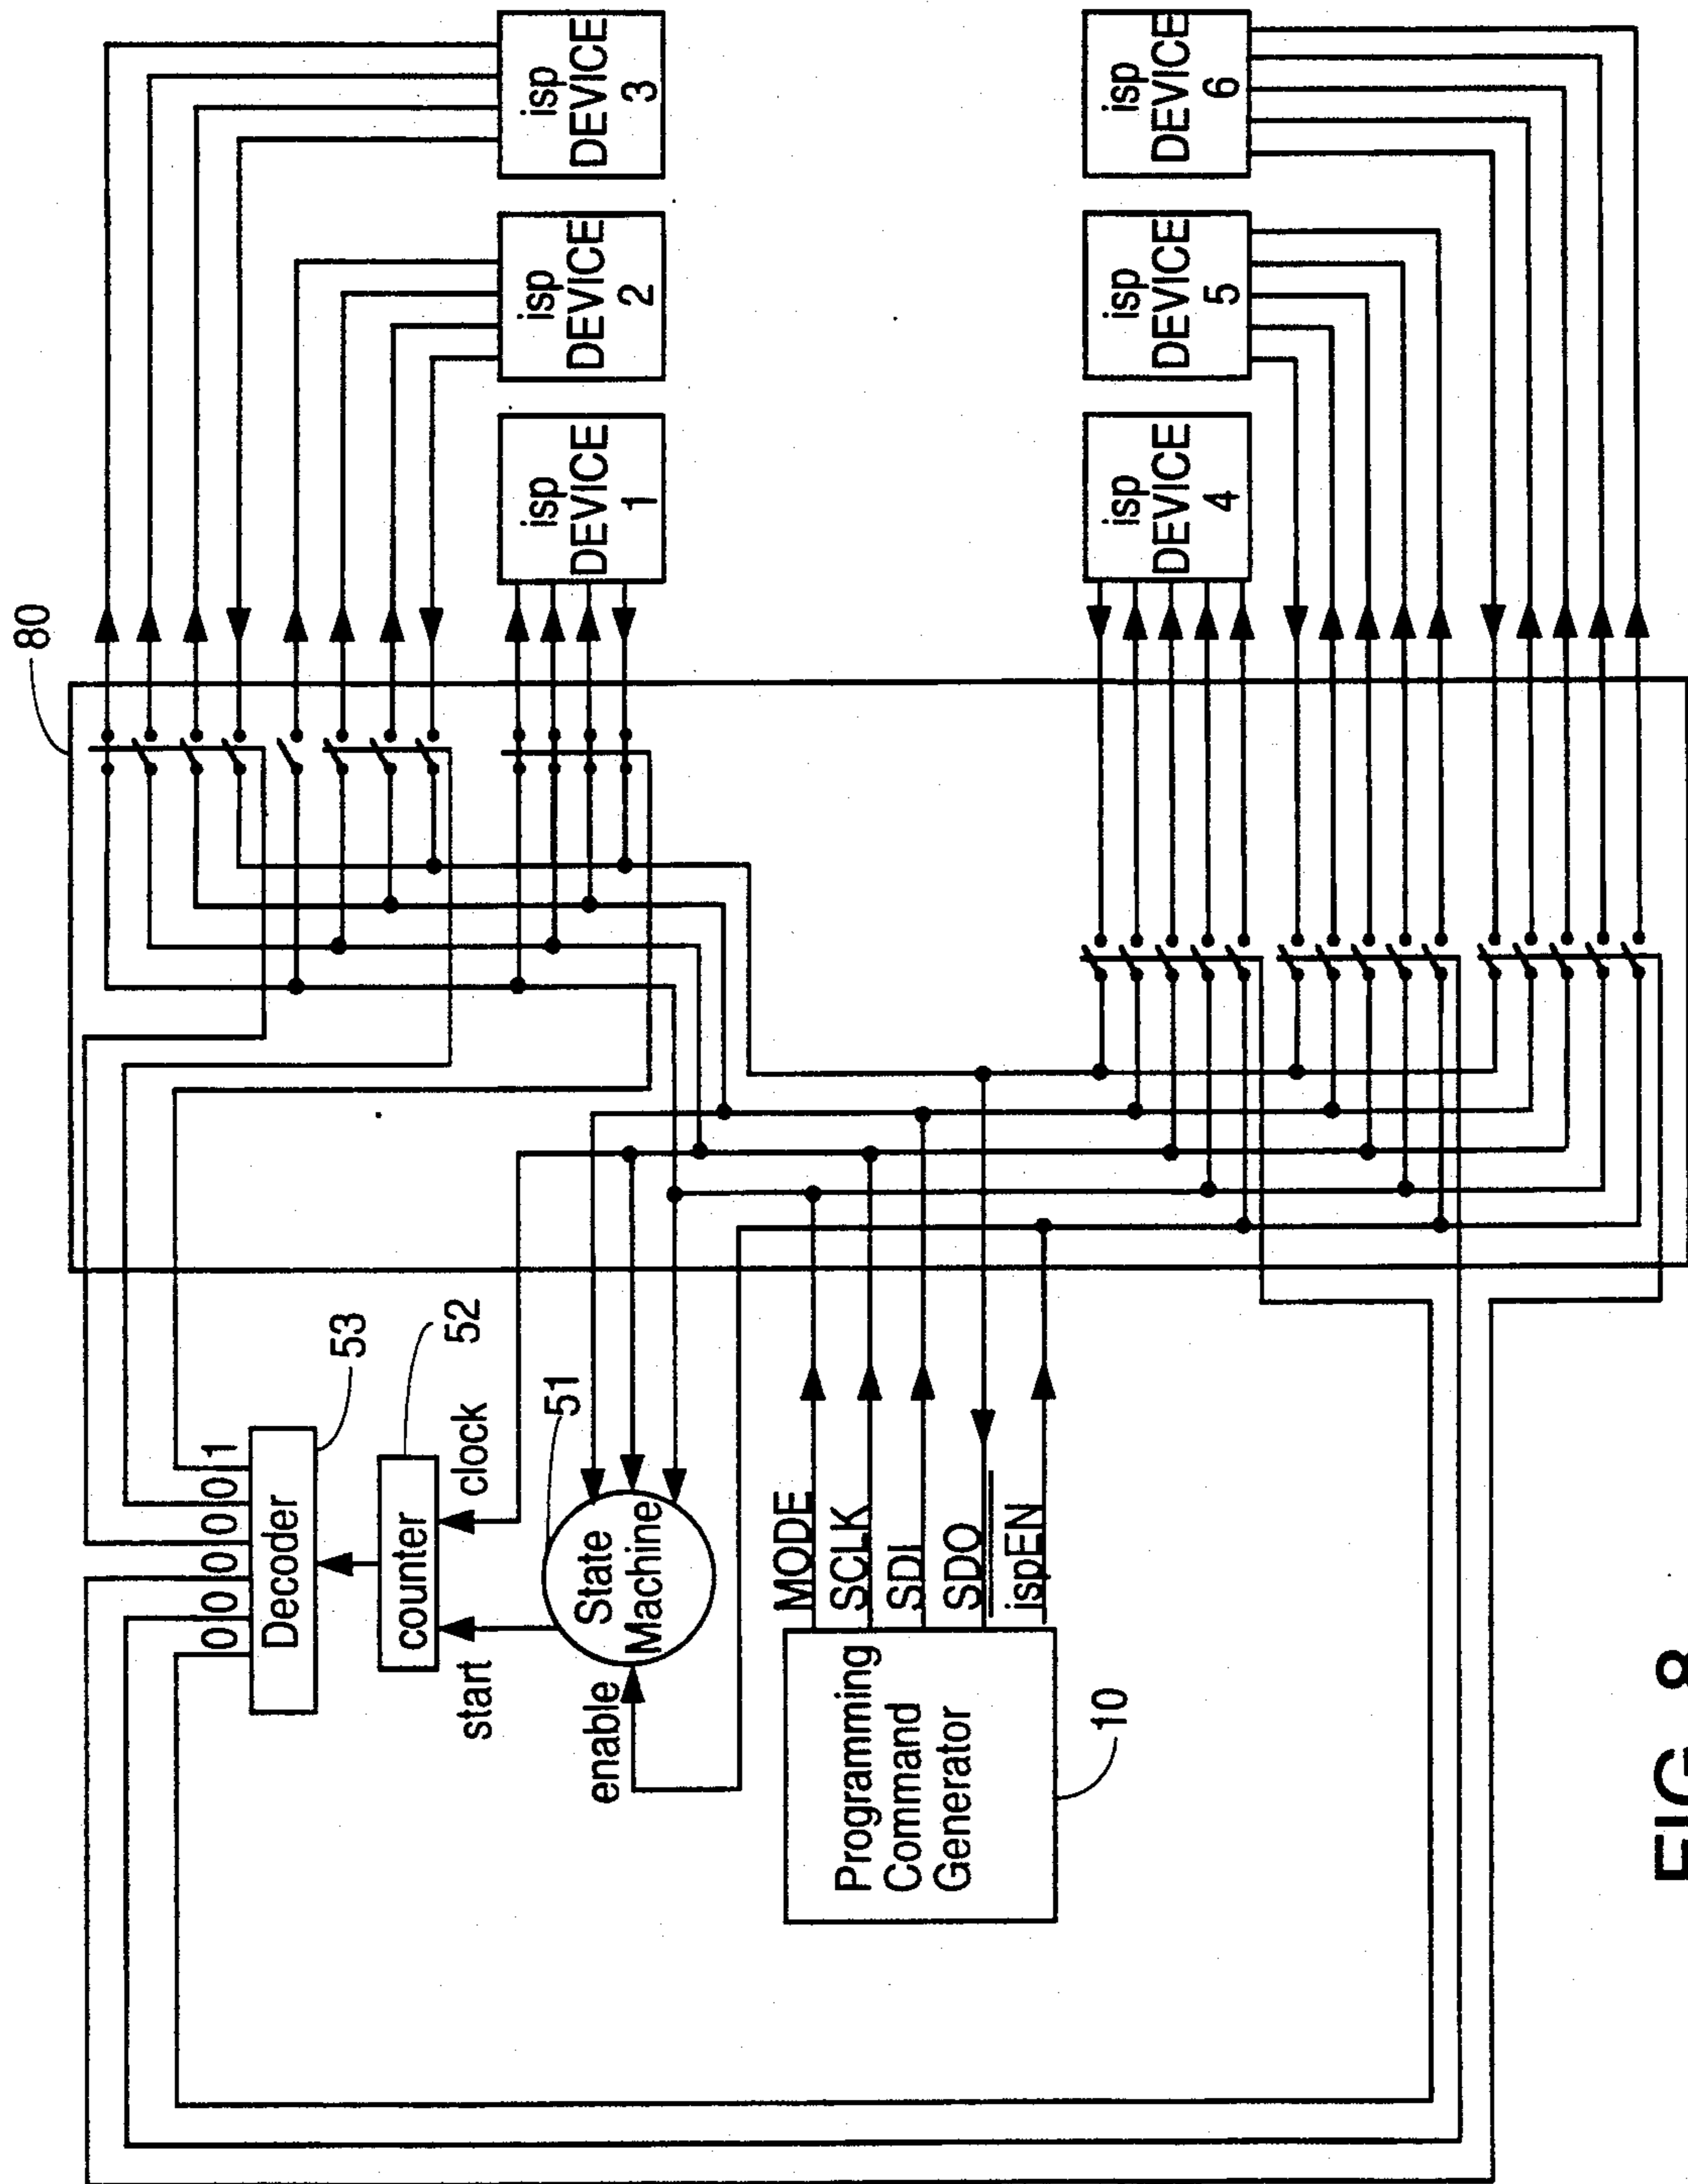 80
isp
DEVICE
3
isp
DEVICE
2
isp
DEVICE
1
isp
DEVICE
6
isp
DEVICE
5
isp
DEVICE
4
0 0 0 0 0 1
Decoder
53
counter
52
start
clock
State
Machine
51
enable
MODE
SCLK
SDI
SDO
ispEN
Programming
Command
Generator
10
FIG. 8